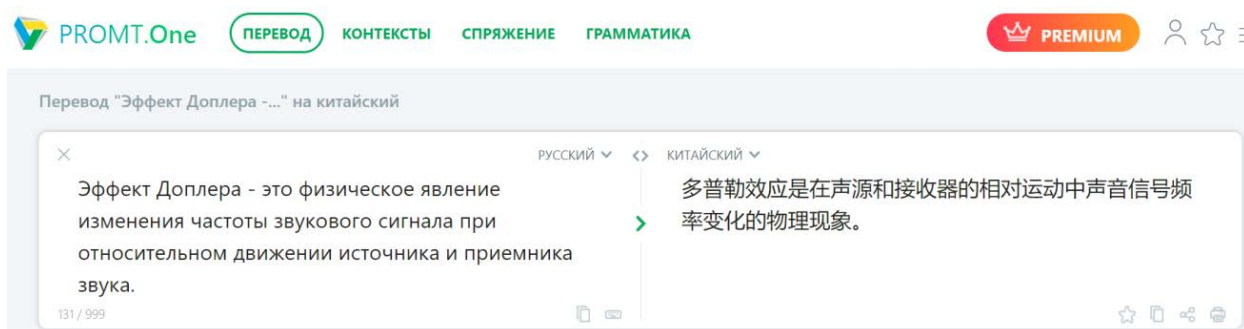 PROMT.One ПЕРЕВОД КОНТЕКСТЫ СПРЯЖЕНИЕ ГРАММАТИКА PREMIUM
Перевод "Эффект Доплера -..." на китайский
РУССКИЙ <> КИТАЙСКИЙ
Эффект Доплера - это физическое явление
изменения частоты звукового сигнала при
относительном движении источника и приемника
звука.
131 / 999
多普勒效应是在声源和接收器的相对运动中声音信号频
率变化的物理现象。